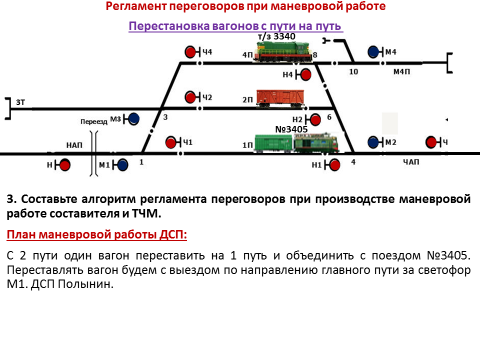 Регламент переговоров при маневровой работе
Перестановка вагонов с пути на путь
т/з 3340
Ч4
4П
8
М4
Н4
10
М4П
3Т
Ч2
2П
М3
Переезд
3
Н2
6
№3405
НАП
Ч1
1П
М2
Ч
Н
М1
1
Н1
4
ЧАП
3. Составьте алгоритм регламента переговоров при производстве маневровой
работе составителя и ТЧМ.
План маневровой работы ДСП:
С 2 пути один вагон переставить на 1 путь и объединить с поездом №3405.
Переставлять вагон будем с выездом по направлению главного пути за светофор
М1. ДСП Полынин.